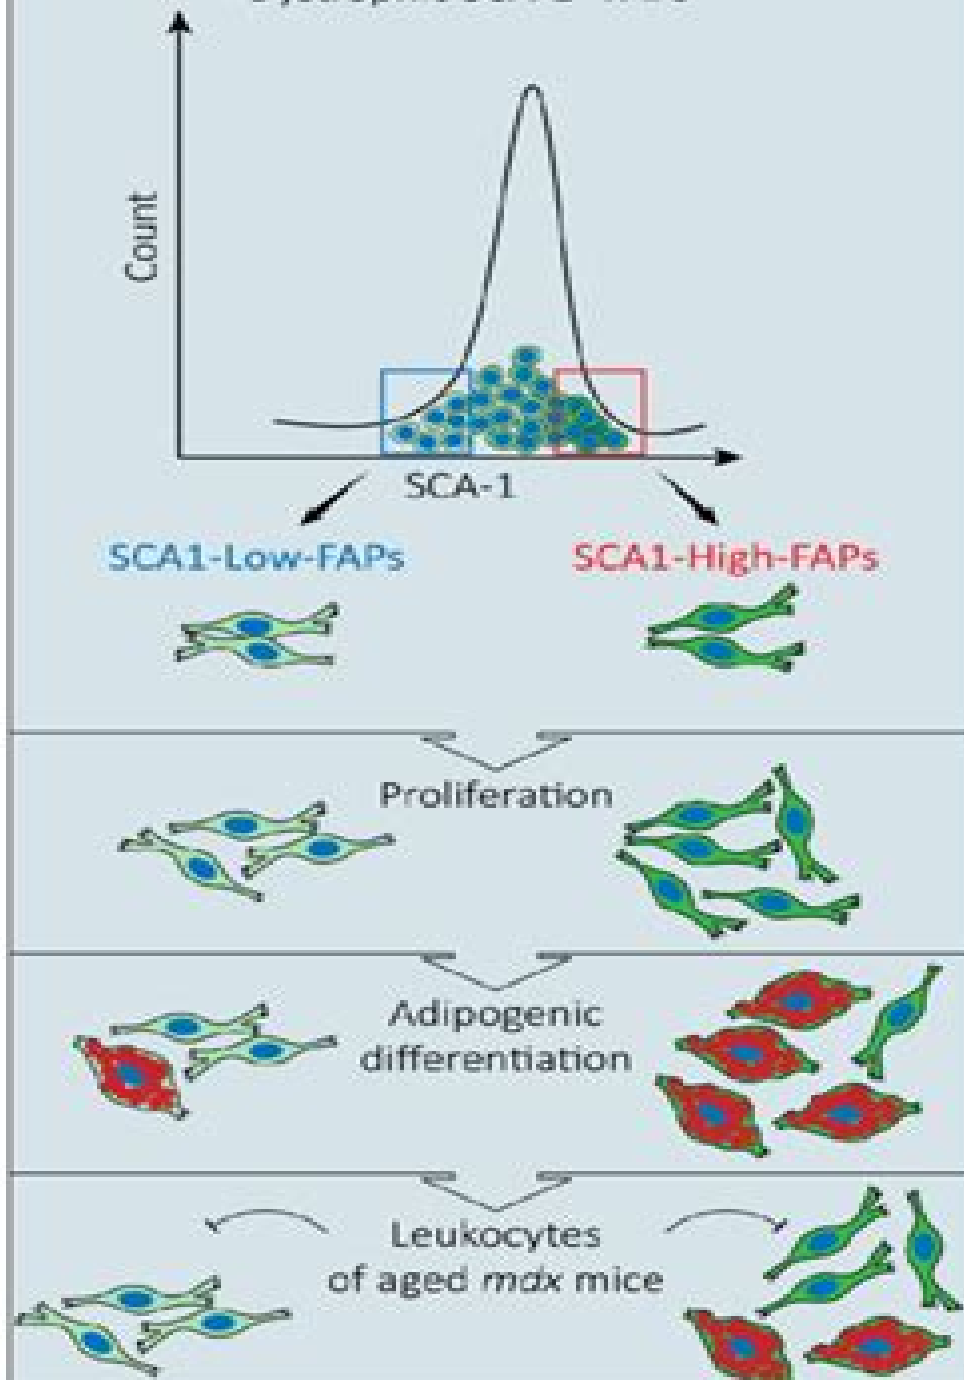 Count
SCA-1
SCA1-Low-FAPs
SCA1-High-FAPs
Proliferation
Adipogenic
differentiation
Leukocytes
of aged mdx mice